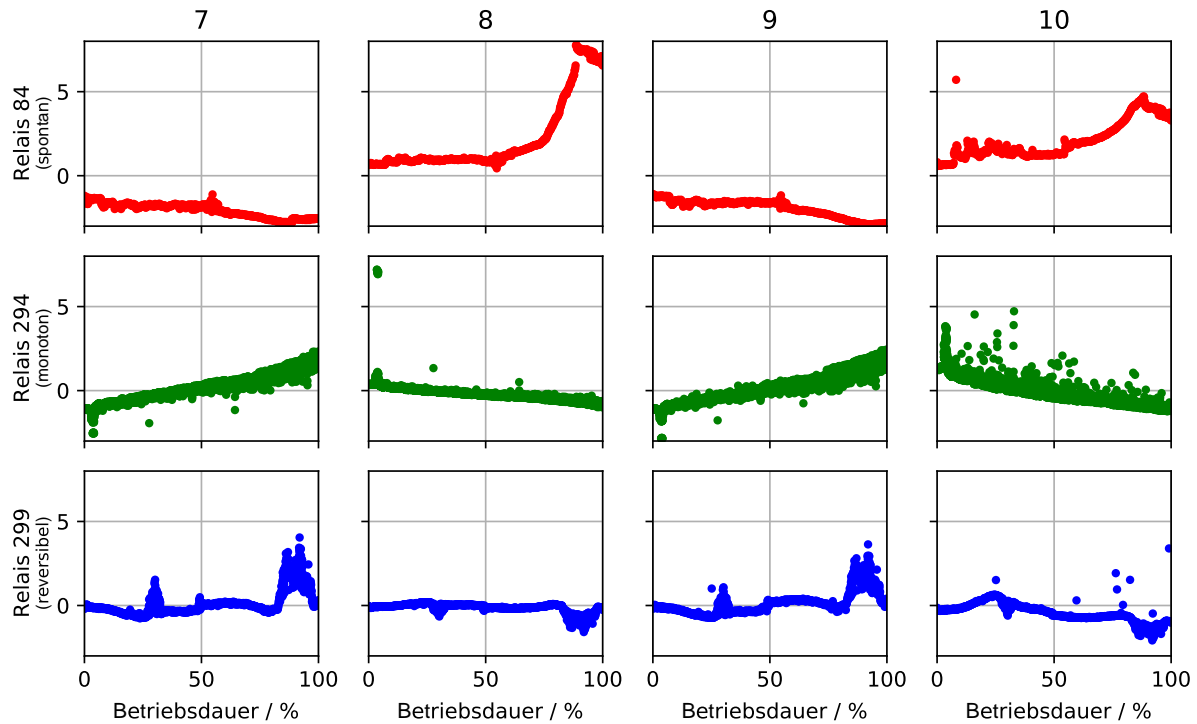 7 8 9 10
Relais 84
(spontan)
5
0
Relais 294
(monoton)
5
0
Relais 299
(reversibel)
5
0
0 50 100 0 50 100 0 50 100 0 50 100
Betriebsdauer / % Betriebsdauer / % Betriebsdauer / % Betriebsdauer / %